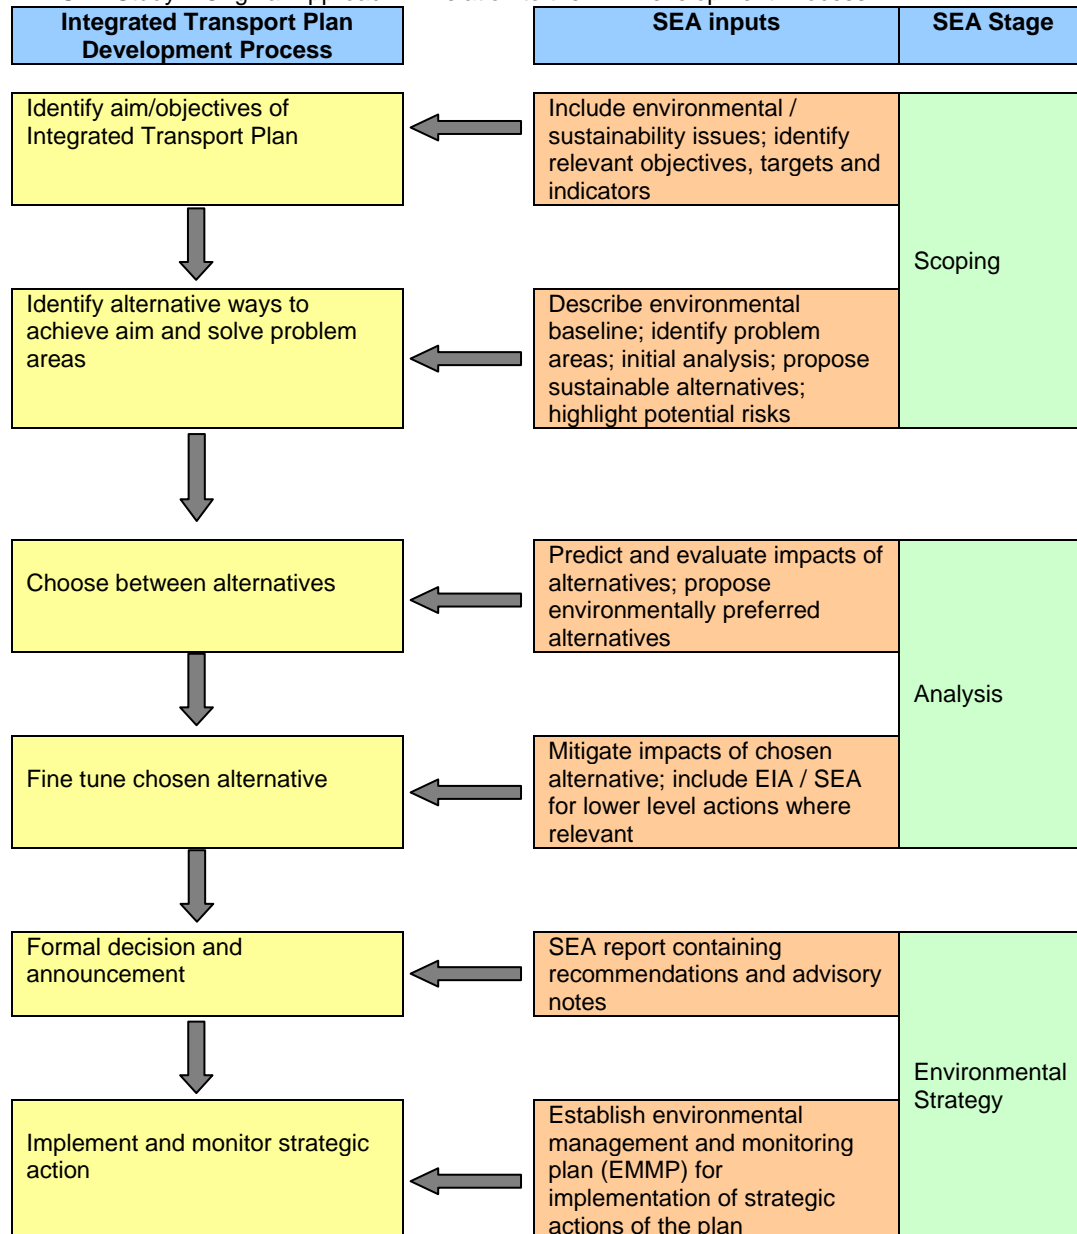 Integrated Transport Plan
Development Process
SEA inputs
SEA Stage
Identify aim/objectives of
Integrated Transport Plan
Include environmental /
sustainability issues; identify
relevant objectives, targets and
indicators
Scoping
Identify alternative ways to
achieve aim and solve problem
areas
Describe environmental
baseline; identify problem
areas; initial analysis; propose
sustainable alternatives;
highlight potential risks
Choose between alternatives
Predict and evaluate impacts of
alternatives; propose
environmentally preferred
alternatives
Analysis
Fine tune chosen alternative
Mitigate impacts of chosen
alternative; include EIA / SEA
for lower level actions where
relevant
Formal decision and
announcement
SEA report containing
recommendations and advisory
notes
Environmental
Strategy
Implement and monitor strategic
action
Establish environmental
management and monitoring
plan (EMMP) for
implementation of strategic
actions of the plan